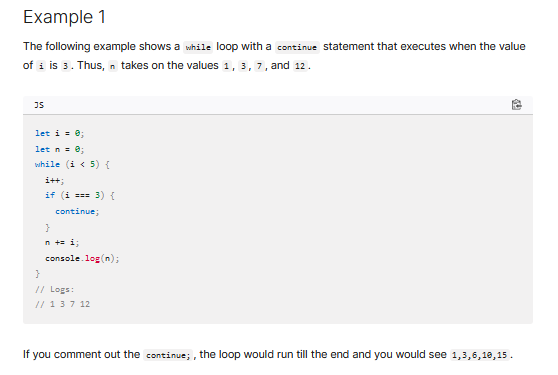 Example 1
The following example shows a while loop with a continue statement that executes when the value
of i is 3. Thus, n takes on the values 1, 3, 7, and 12.
JS
let i = 0;
let n = 0;
while (i < 5) {
  i++;
  if (i === 3) {
    continue;
  }
  n += i;
  console.log(n);
}
// Logs:
// 1 3 7 12
If you comment out the continue;, the loop would run till the end and you would see 1,3,6,10,15.